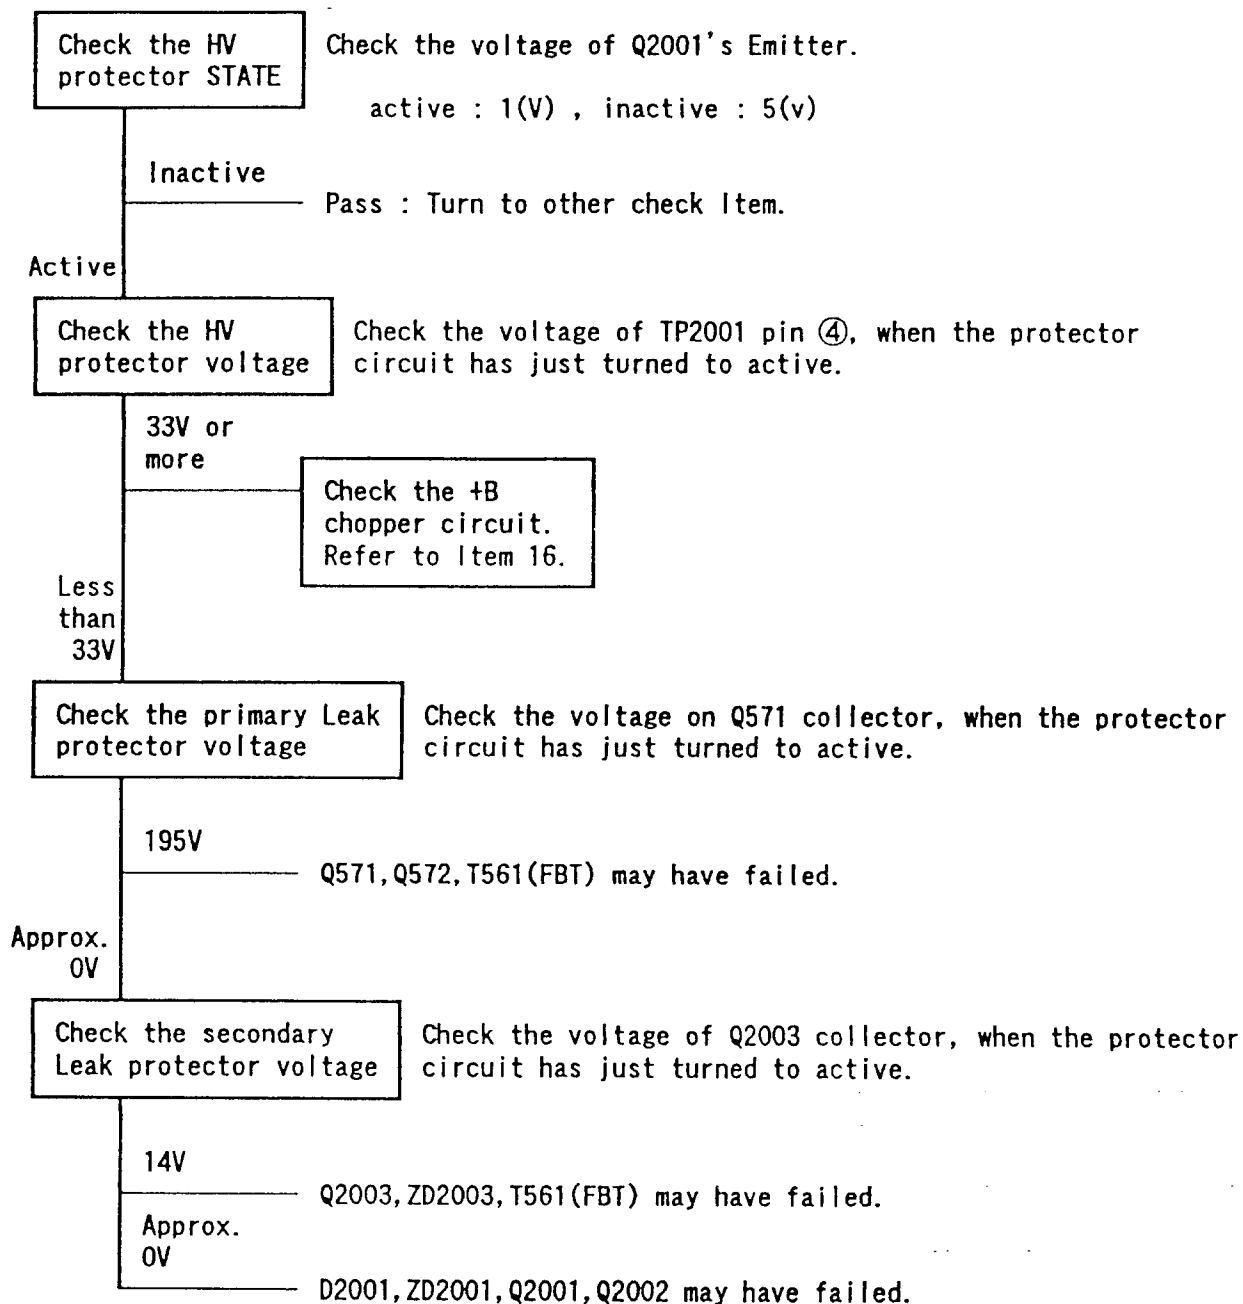 Check the HV
protector STATE
Check the voltage of Q2001's Emitter.
active : 1(V) , inactive : 5(v)
Inactive
Pass : Turn to other check Item.
Active
Check the HV
protector voltage
Check the voltage of TP2001 pin ④, when the protector
circuit has just turned to active.
33V or
more
Check the +B
chopper circuit.
Refer to Item 16.
Less
than
33V
Check the primary Leak
protector voltage
Check the voltage on Q571 collector, when the protector
circuit has just turned to active.
195V
Q571,Q572,T561(FBT) may have failed.
Approx.
0V
Check the secondary
Leak protector voltage
Check the voltage of Q2003 collector, when the protector
circuit has just turned to active.
14V
Q2003,ZD2003,T561(FBT) may have failed.
Approx.
0V
D2001,ZD2001,Q2001,Q2002 may have failed.